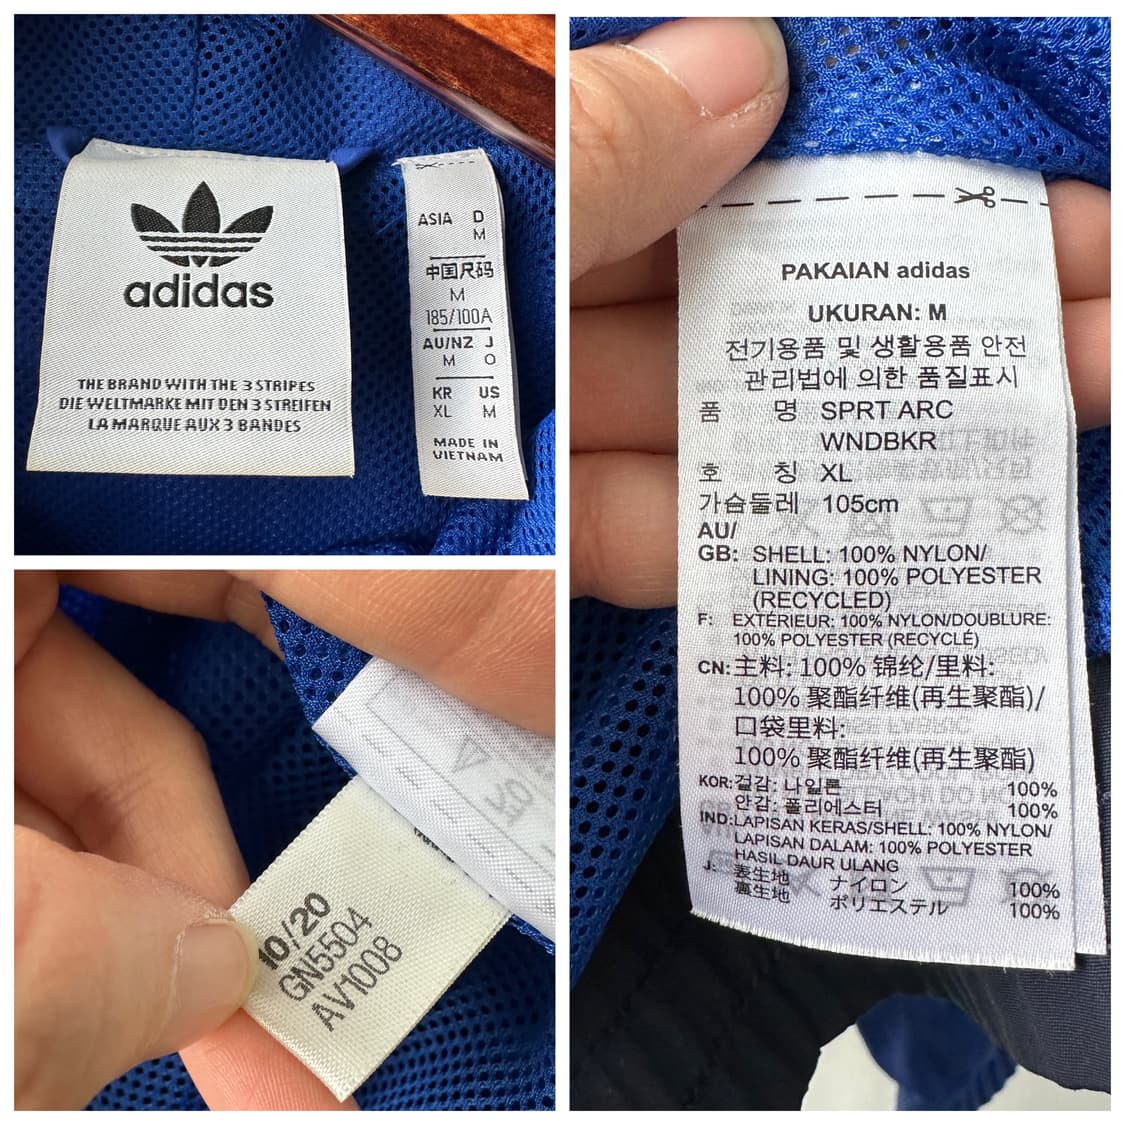 adidas
THE BRAND WITH THE 3 STRIPES
DIE WELTMARKE MIT DEN 3 STREIFEN
LA MARQUE AUX 3 BANDES
ASIA D
M
中国尺码
M
185/100A
AU/NZ J
M O
KR US
XL M
MADE IN
VIETNAM
10/20
GN5504
AV1008
PAKAIAN adidas
UKURAN: M
전기용품 및 생활용품 안전
관리법에 의한 품질표시
품 명 SPRT ARC
WNDBKR
호 칭 XL
가슴둘레 105cm
AU/
GB: SHELL: 100% NYLON/
LINING: 100% POLYESTER
(RECYCLED)
F: EXTÉRIEUR: 100% NYLON/DOUBLURE:
100% POLYESTER (RECYCLÉ)
CN: 主料: 100% 锦纶/里料:
100% 聚酯纤维(再生聚酯)/
口袋里料:
100% 聚酯纤维(再生聚酯)
KOR: 겉감: 나일론 100%
안감: 폴리에스터 100%
IND: LAPISAN KERAS/SHELL: 100% NYLON/
LAPISAN DALAM: 100% POLYESTER
HASIL DAUR ULANG
J: 表生地 ナイロン 100%
裏生地 ポリエステル 100%